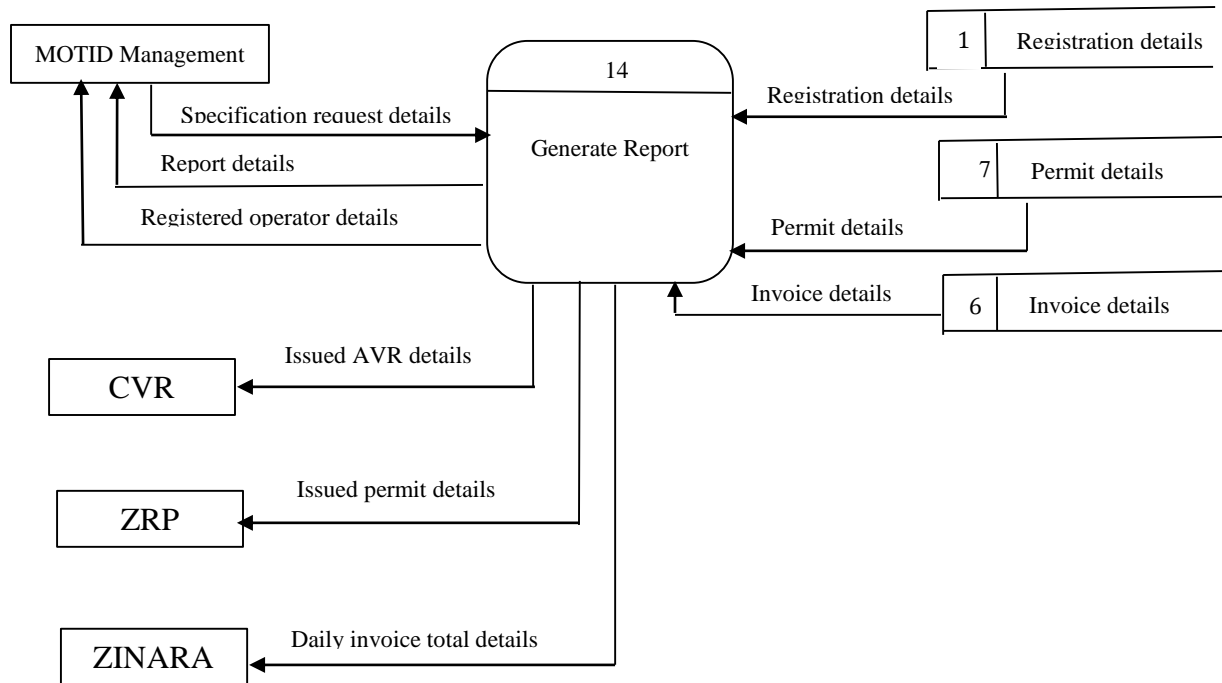 MOTID Management
14
1
Registration details
Specification request details
Registration details
Generate Report
Report details
7
Permit details
Registered operator details
Permit details
Invoice details
6
Invoice details
Issued AVR details
CVR
Issued permit details
ZRP
Daily invoice total details
ZINARA